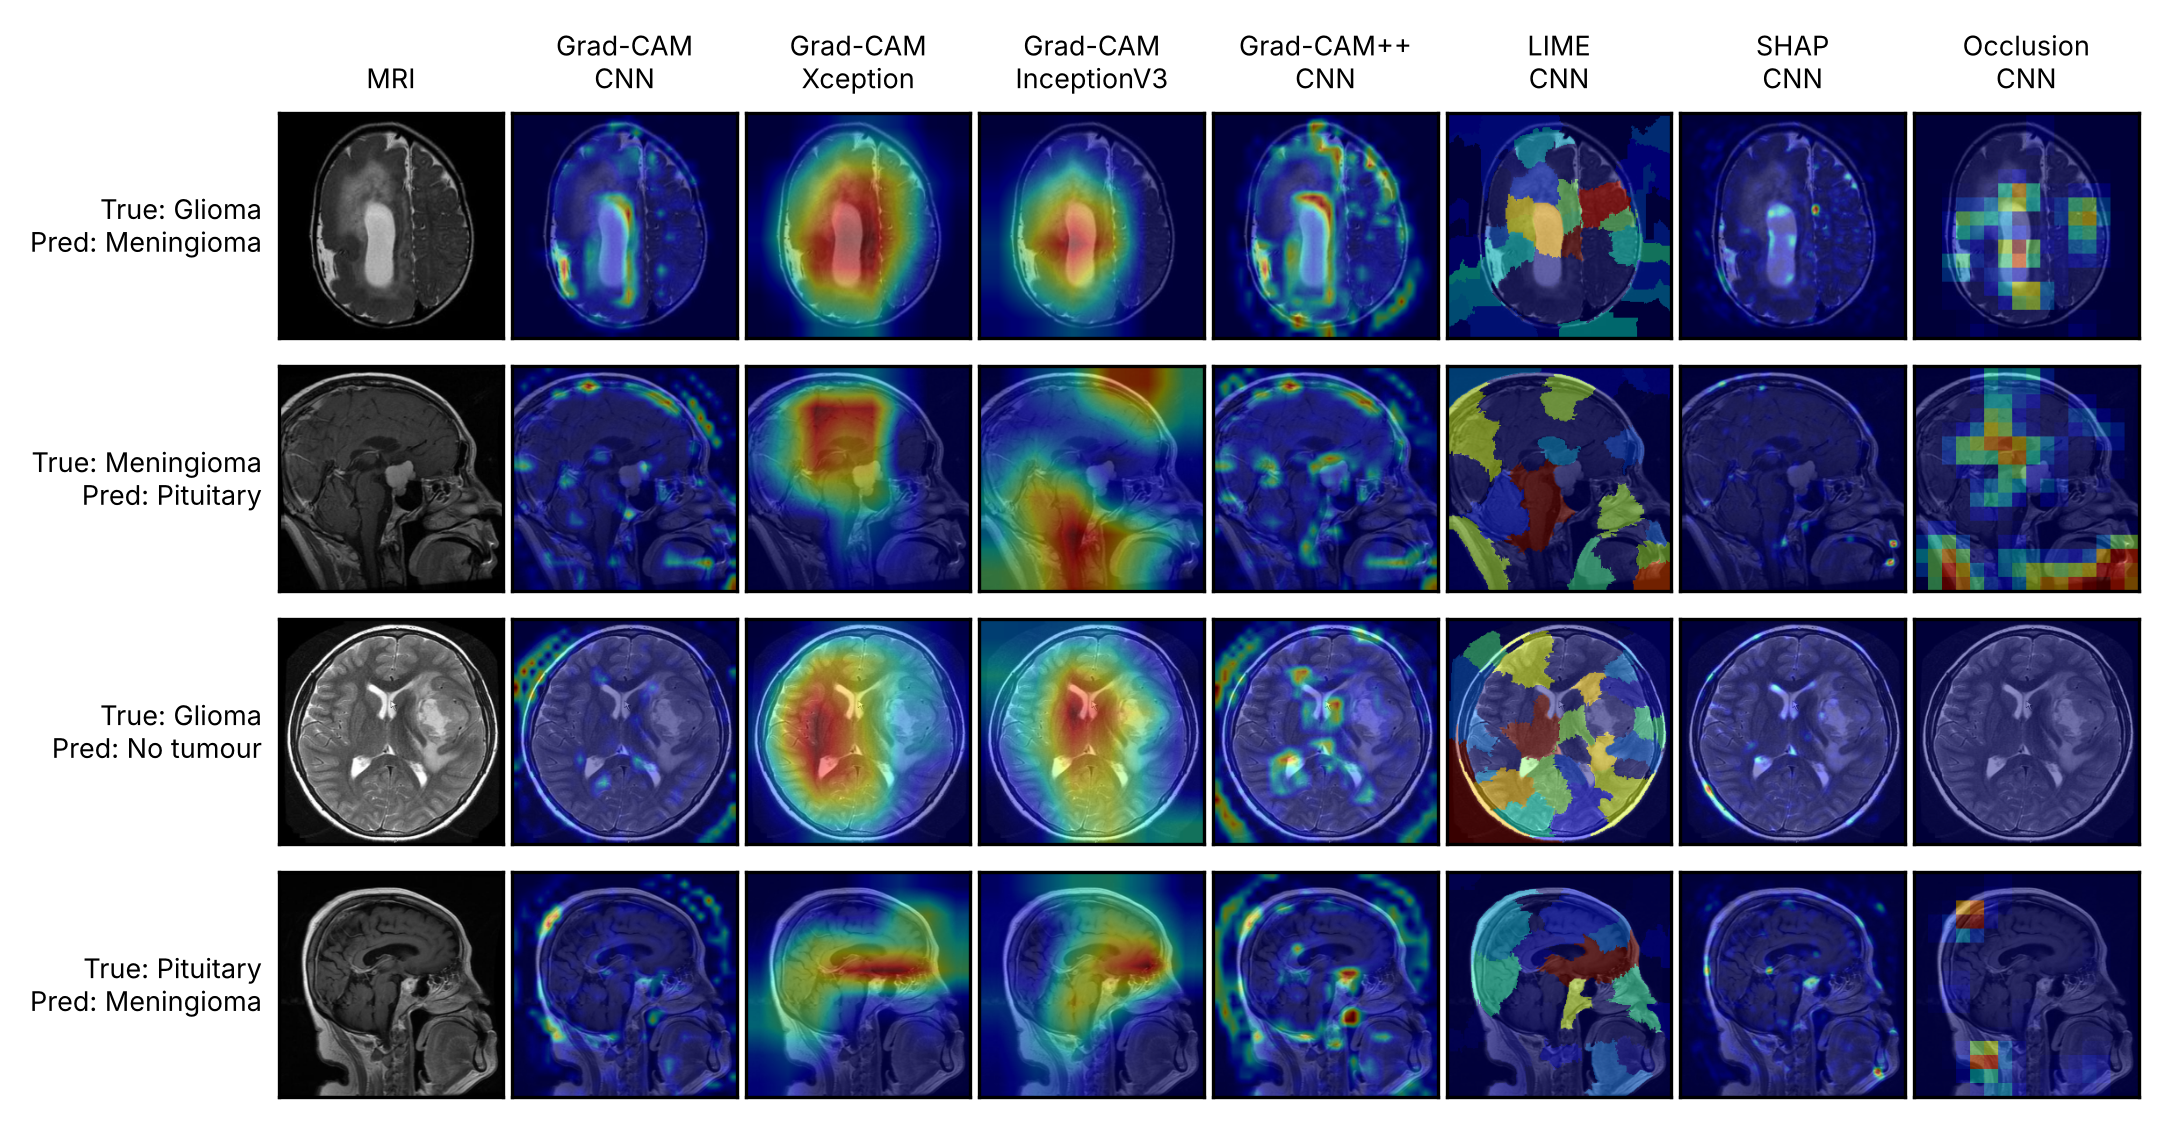 MRI
Grad-CAM
CNN
Grad-CAM
Xception
Grad-CAM
InceptionV3
Grad-CAM++
CNN
LIME
CNN
SHAP
CNN
Occlusion
CNN
True: Glioma
Pred: Meningioma
True: Meningioma
Pred: Pituitary
True: Glioma
Pred: No tumour
True: Pituitary
Pred: Meningioma